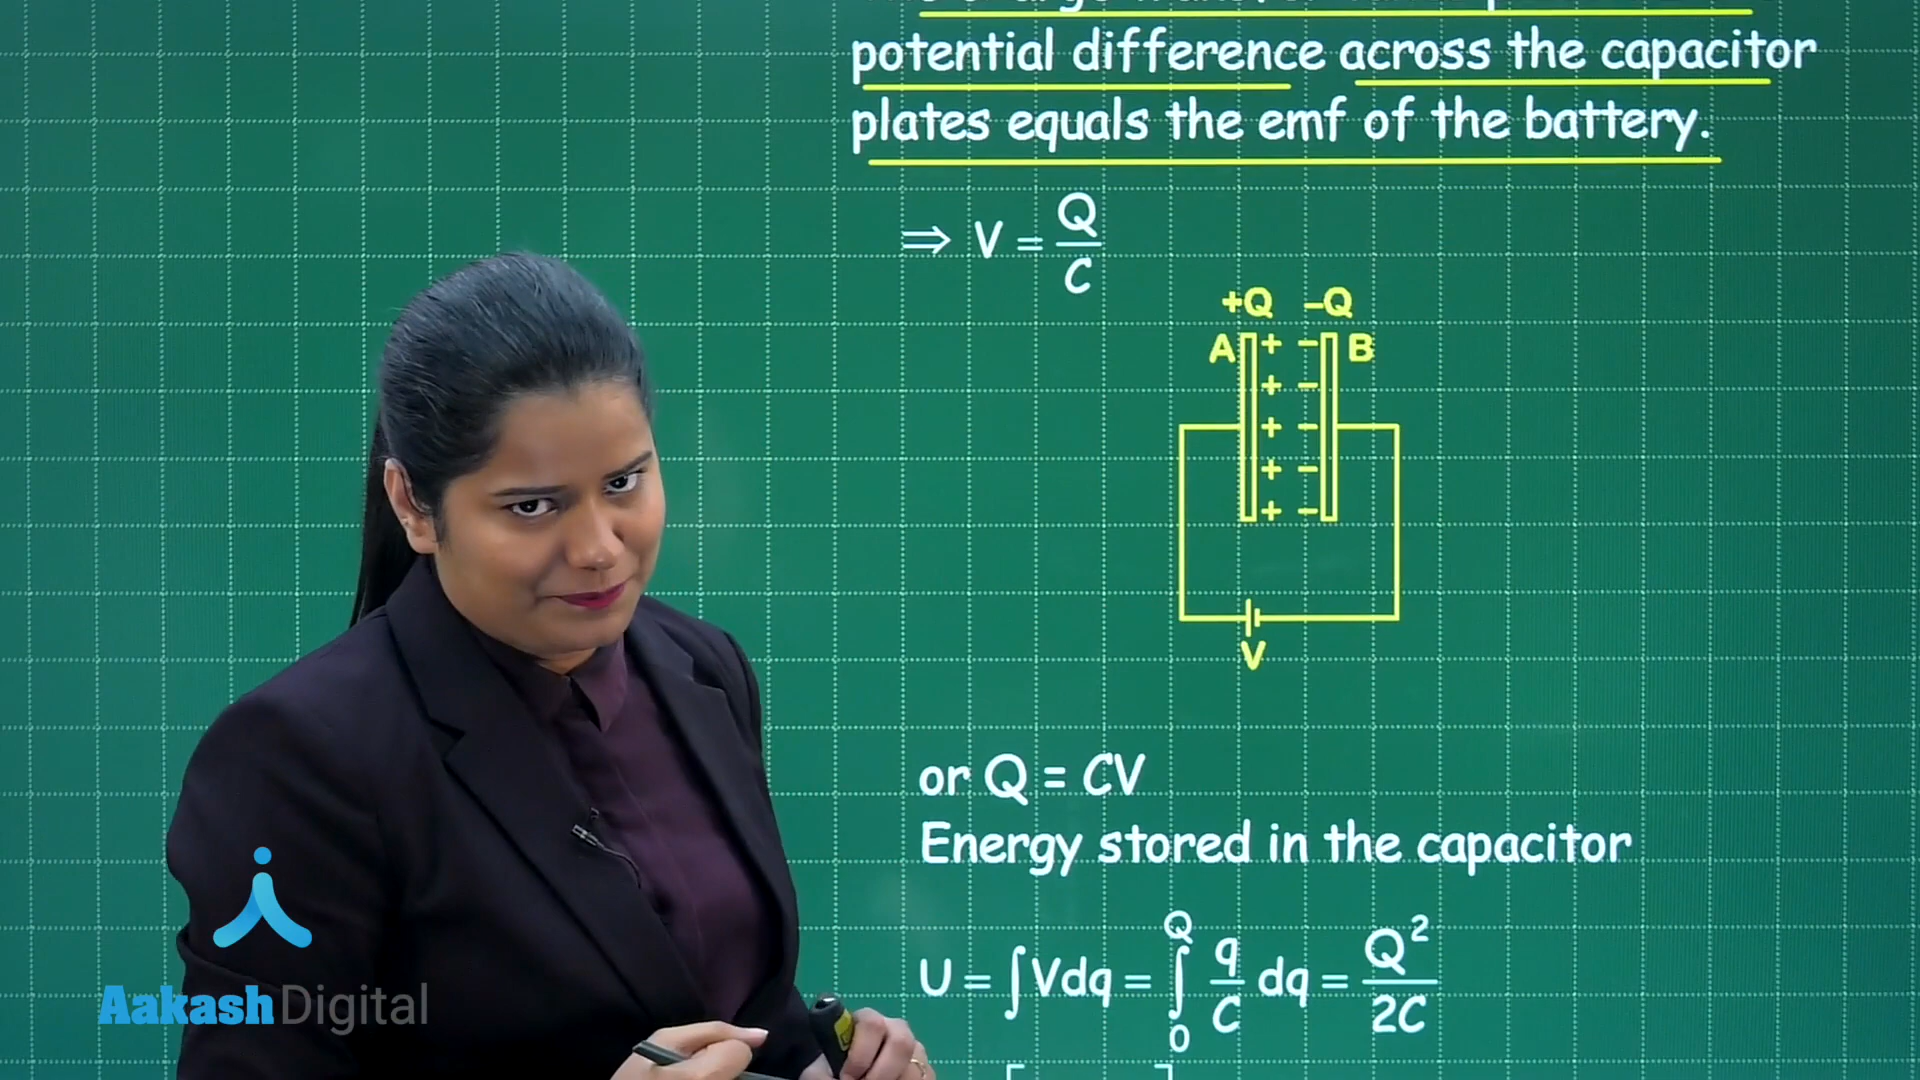 potential difference across the capacitor
plates equals the emf of the battery.
⇒ V = Q/C
+Q –Q
A + – B
+ –
+ –
+ –
+ –
V
or Q = CV
Energy stored in the capacitor
U = ∫Vdq = ∫₀^Q q/C dq = Q²/2C
Aakash Digital